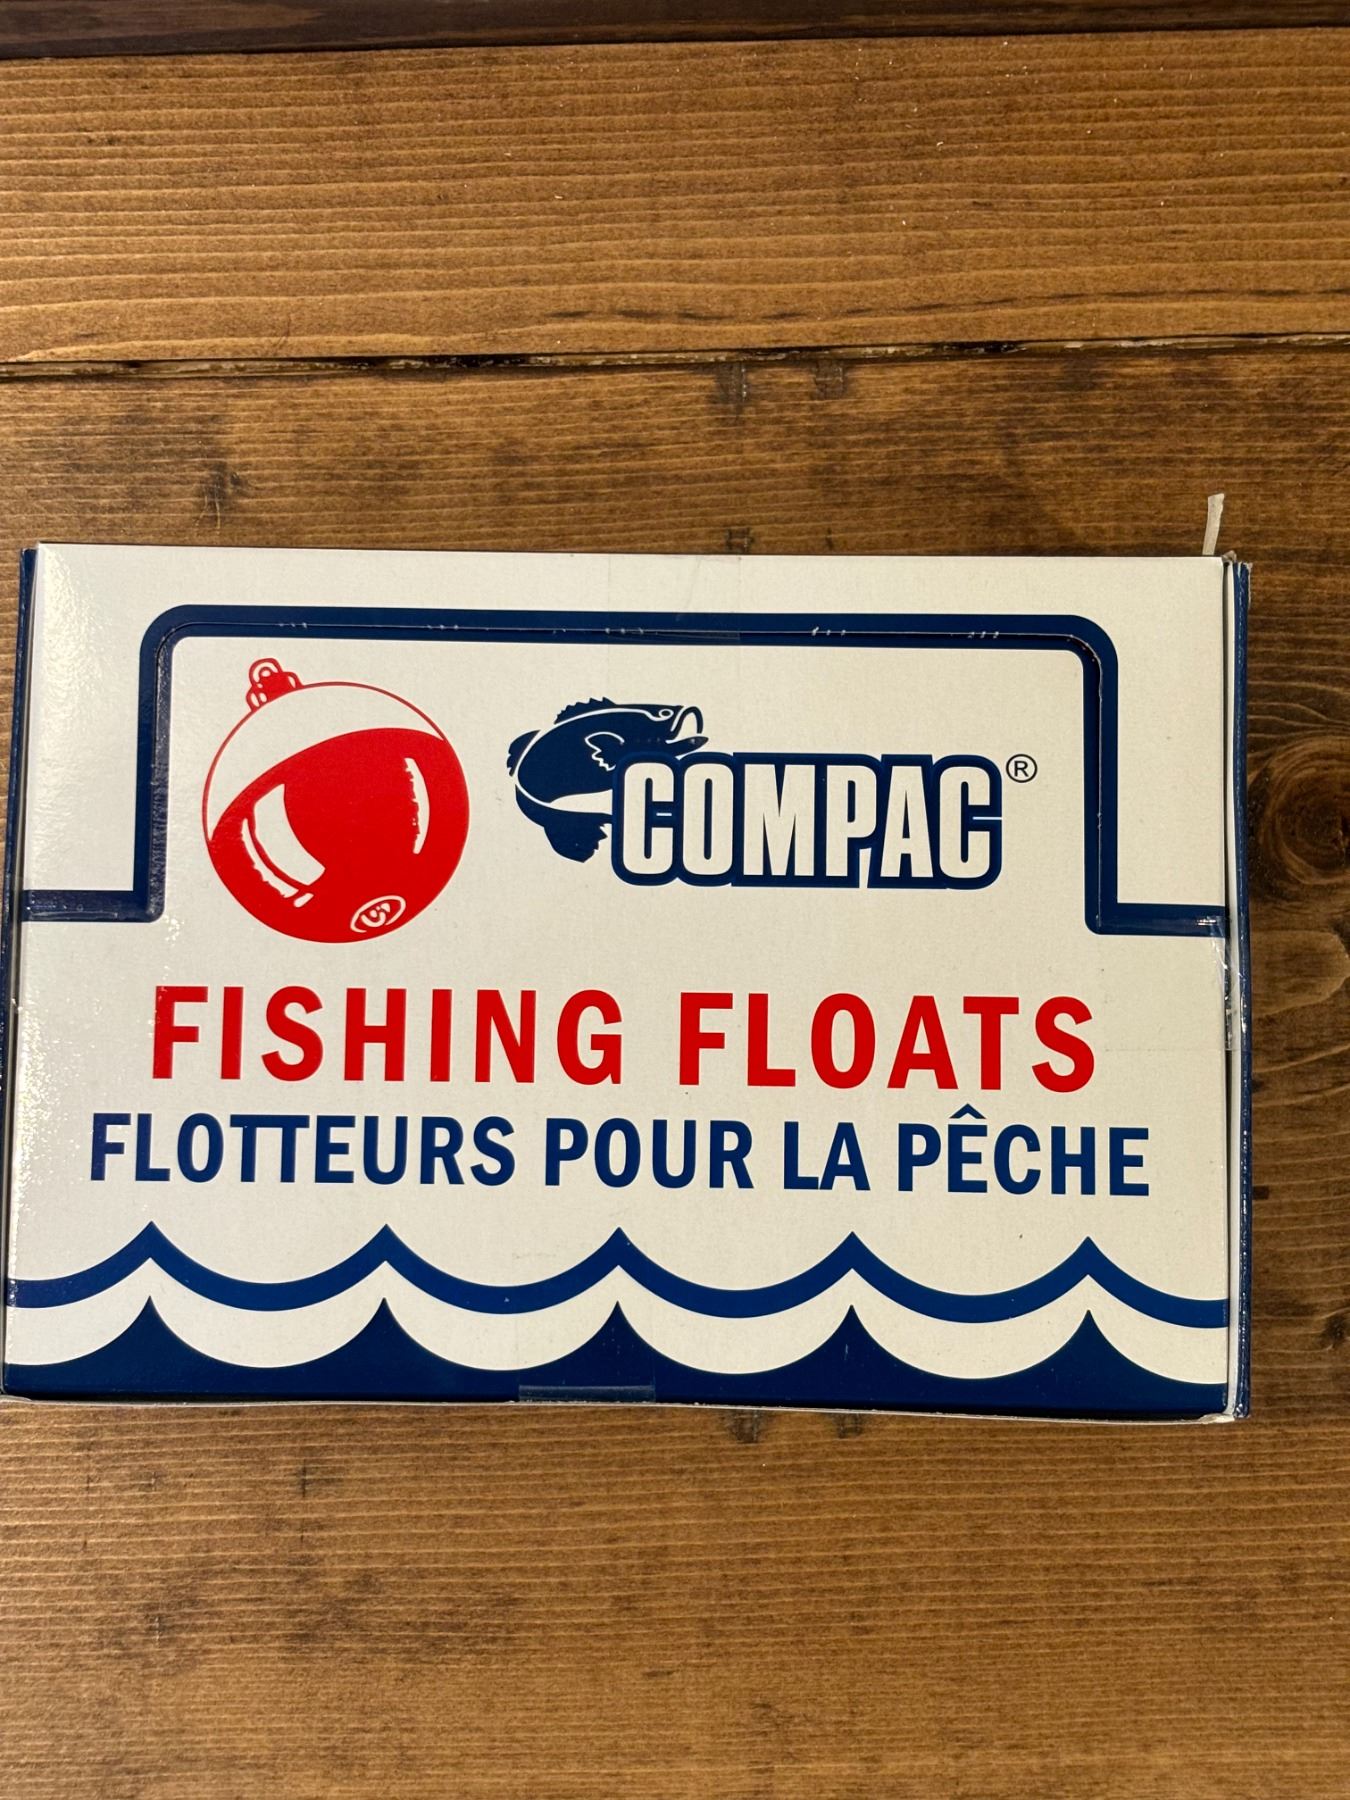 COMPAC®
FISHING FLOATS
FLOTTEURS POUR LA PÊCHE